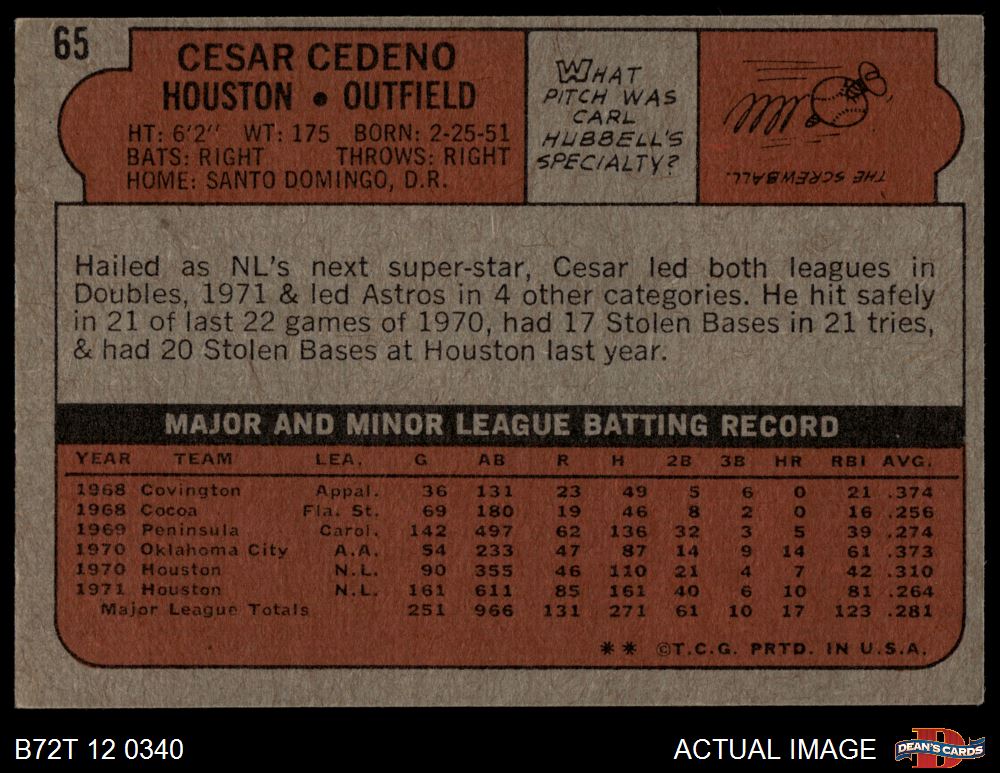 65
CESAR CEDENO
HOUSTON • OUTFIELD
HT: 6'2" WT: 175 BORN: 2-25-51
BATS: RIGHT THROWS: RIGHT
HOME: SANTO DOMINGO, D.R.
WHAT
PITCH WAS
CARL
HUBBELL'S
SPECIALTY?
THE SCREWBALL.
Hailed as NL's next super-star, Cesar led both leagues in
Doubles, 1971 & led Astros in 4 other categories. He hit safely
in 21 of last 22 games of 1970, had 17 Stolen Bases in 21 tries,
& had 20 Stolen Bases at Houston last year.
MAJOR AND MINOR LEAGUE BATTING RECORD
YEAR TEAM LEA. G AB R H 2B 3B HR RBI AVG.
1968 Covington Appal. 36 131 23 49 5 6 0 21 .374
1968 Cocoa Fla. St. 69 180 19 46 8 2 0 16 .256
1969 Peninsula Carol. 142 497 62 136 32 3 5 39 .274
1970 Oklahoma City A.A. 54 233 47 87 14 9 14 61 .373
1970 Houston N.L. 90 355 46 110 21 4 7 42 .310
1971 Houston N.L. 161 611 85 161 40 6 10 81 .264
Major League Totals 251 966 131 271 61 10 17 123 .281
** ©T.C.G. PRTD. IN U.S.A.
B72T 12 0340
ACTUAL IMAGE
D
DEAN'S CARDS